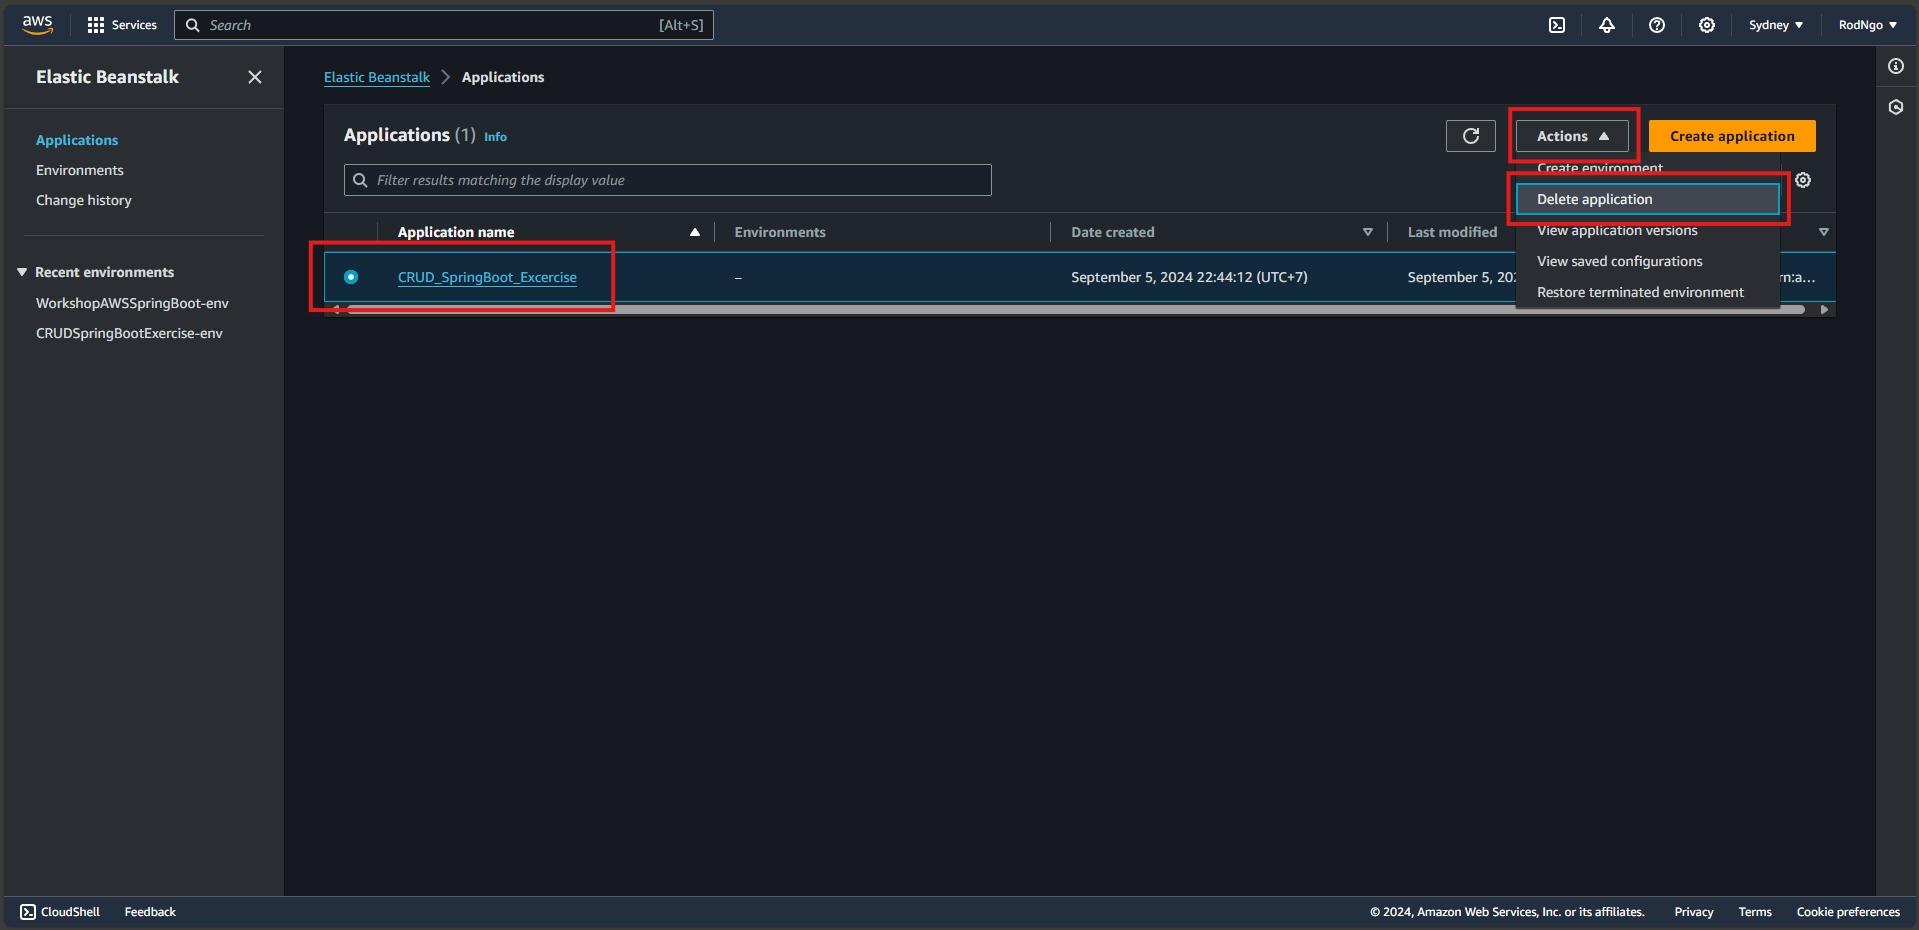 aws Services Search [Alt+S] Sydney RodNgo
Elastic Beanstalk
Applications
Environments
Change history
Recent environments
WorkshopAWSSpringBoot-env
CRUDSpringBootExercise-env
Elastic Beanstalk Applications
Applications (1) Info
Actions
Create application
Filter results matching the display value
Create environment
Delete application
View application versions
View saved configurations
Restore terminated environment
Application name Environments Date created Last modified
CRUD_SpringBoot_Excercise – September 5, 2024 22:44:12 (UTC+7) September 5, 202 rn:a...
CloudShell Feedback © 2024, Amazon Web Services, Inc. or its affiliates. Privacy Terms Cookie preferences